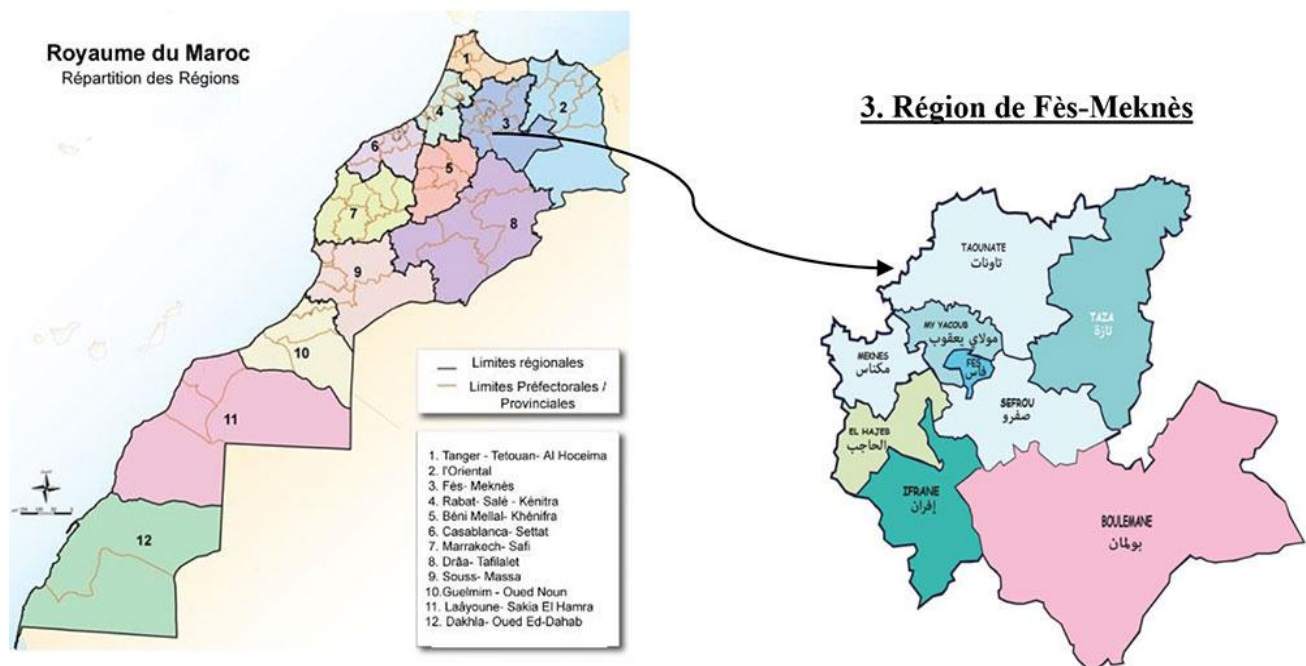 Royaume du Maroc
Répartition des Régions
1
2
3
4
5
6
7
8
9
10
11
12
Limites régionales
Limites Préfectorales /
Provinciales
1. Tanger - Tetouan- Al Hoceima
2. l'Oriental
3. Fès- Meknès
4. Rabat- Salé - Kénitra
5. Béni Mellal- Khénifra
6. Casablanca- Settat
7. Marrakech- Safi
8. Drâa- Tafilalet
9. Souss- Massa
10.Guelmim - Oued Noun
11. Laâyoune- Sakia El Hamra
12. Dakhla- Oued Ed-Dahab
3. Région de Fès-Meknès
TAOUNATE
تاونات
TAZA
تازة
MY YACOUB
مولاي يعقوب
MEKNES
مكناس
FES
فاس
SEFROU
صفرو
EL HAJEB
الحاجب
IFRANE
إفران
BOULEMANE
بولمان